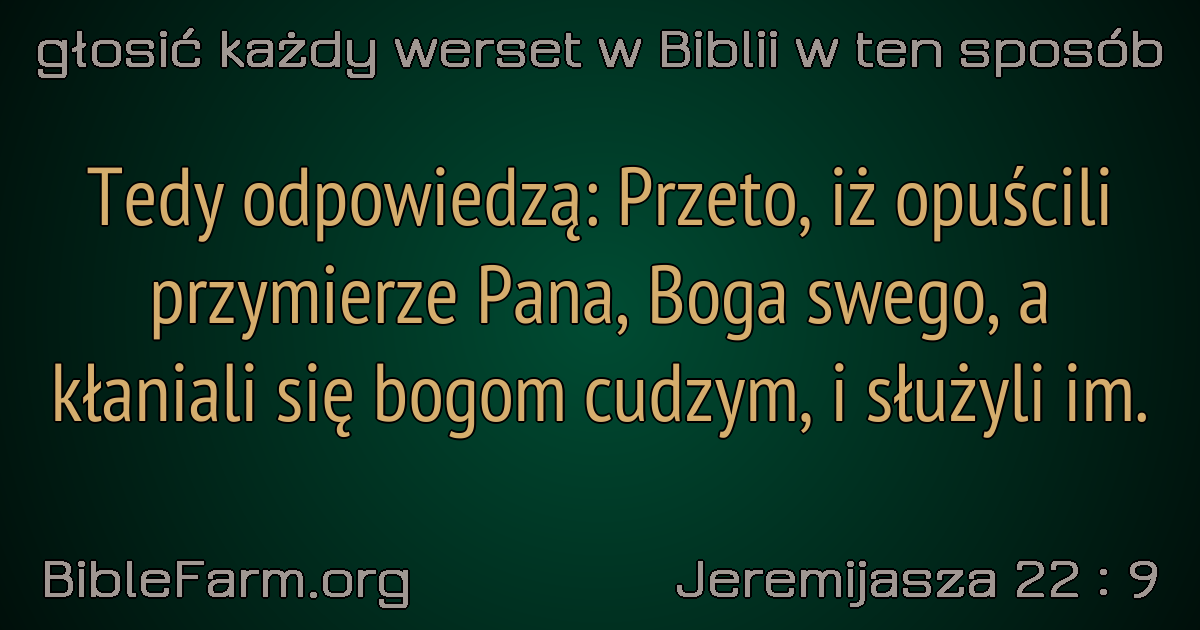 głosić każdy werset w Biblii w ten sposób
Tedy odpowiedzą: Przeto, iż opuścili
przymierze Pana, Boga swego, a
kłaniali się bogom cudzym, i służyli im.
BibleFarm.org
Jeremijasza 22 : 9